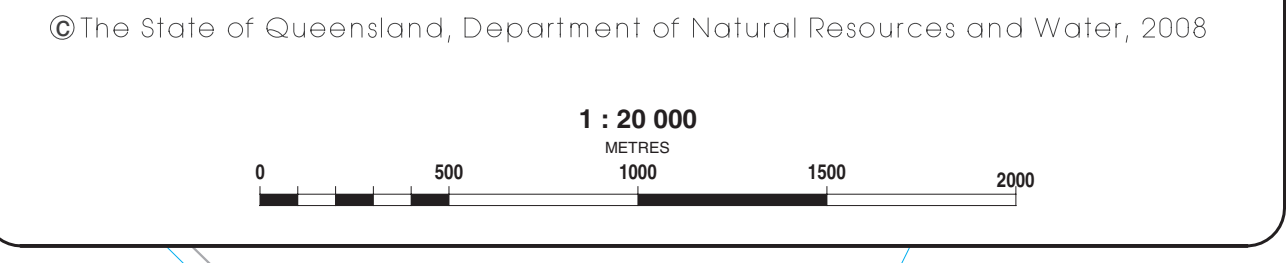 ©The State of Queensland, Department of Natural Resources and Water, 2008
1 : 20 000
METRES
0 500 1000 1500 2000